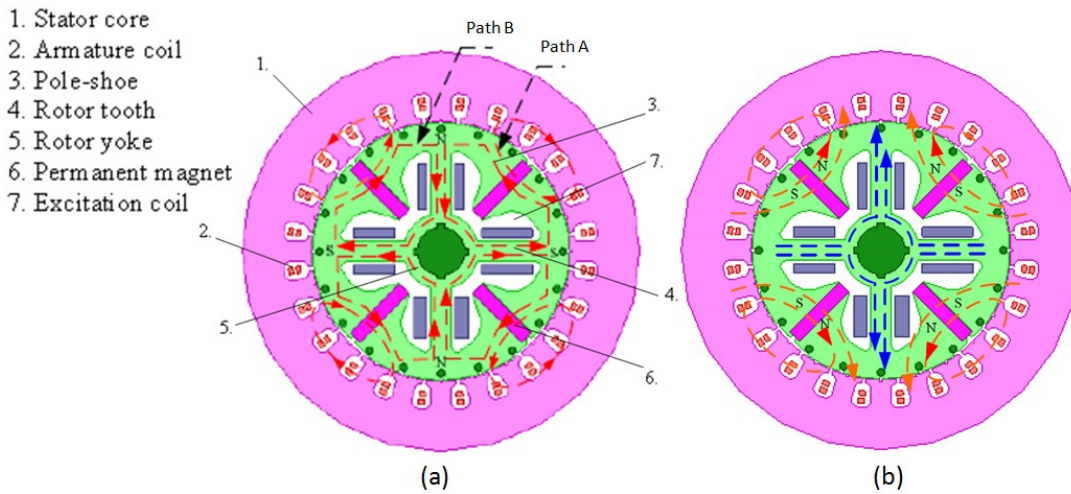 1. Stator core
2. Armature coil
3. Pole-shoe
4. Rotor tooth
5. Rotor yoke
6. Permanent magnet
7. Excitation coil
Path B
Path A
1.
3.
7.
2.
4.
5.
6.
N
S
S
N
N
N
S
S
S
S
N
N
(a)
(b)